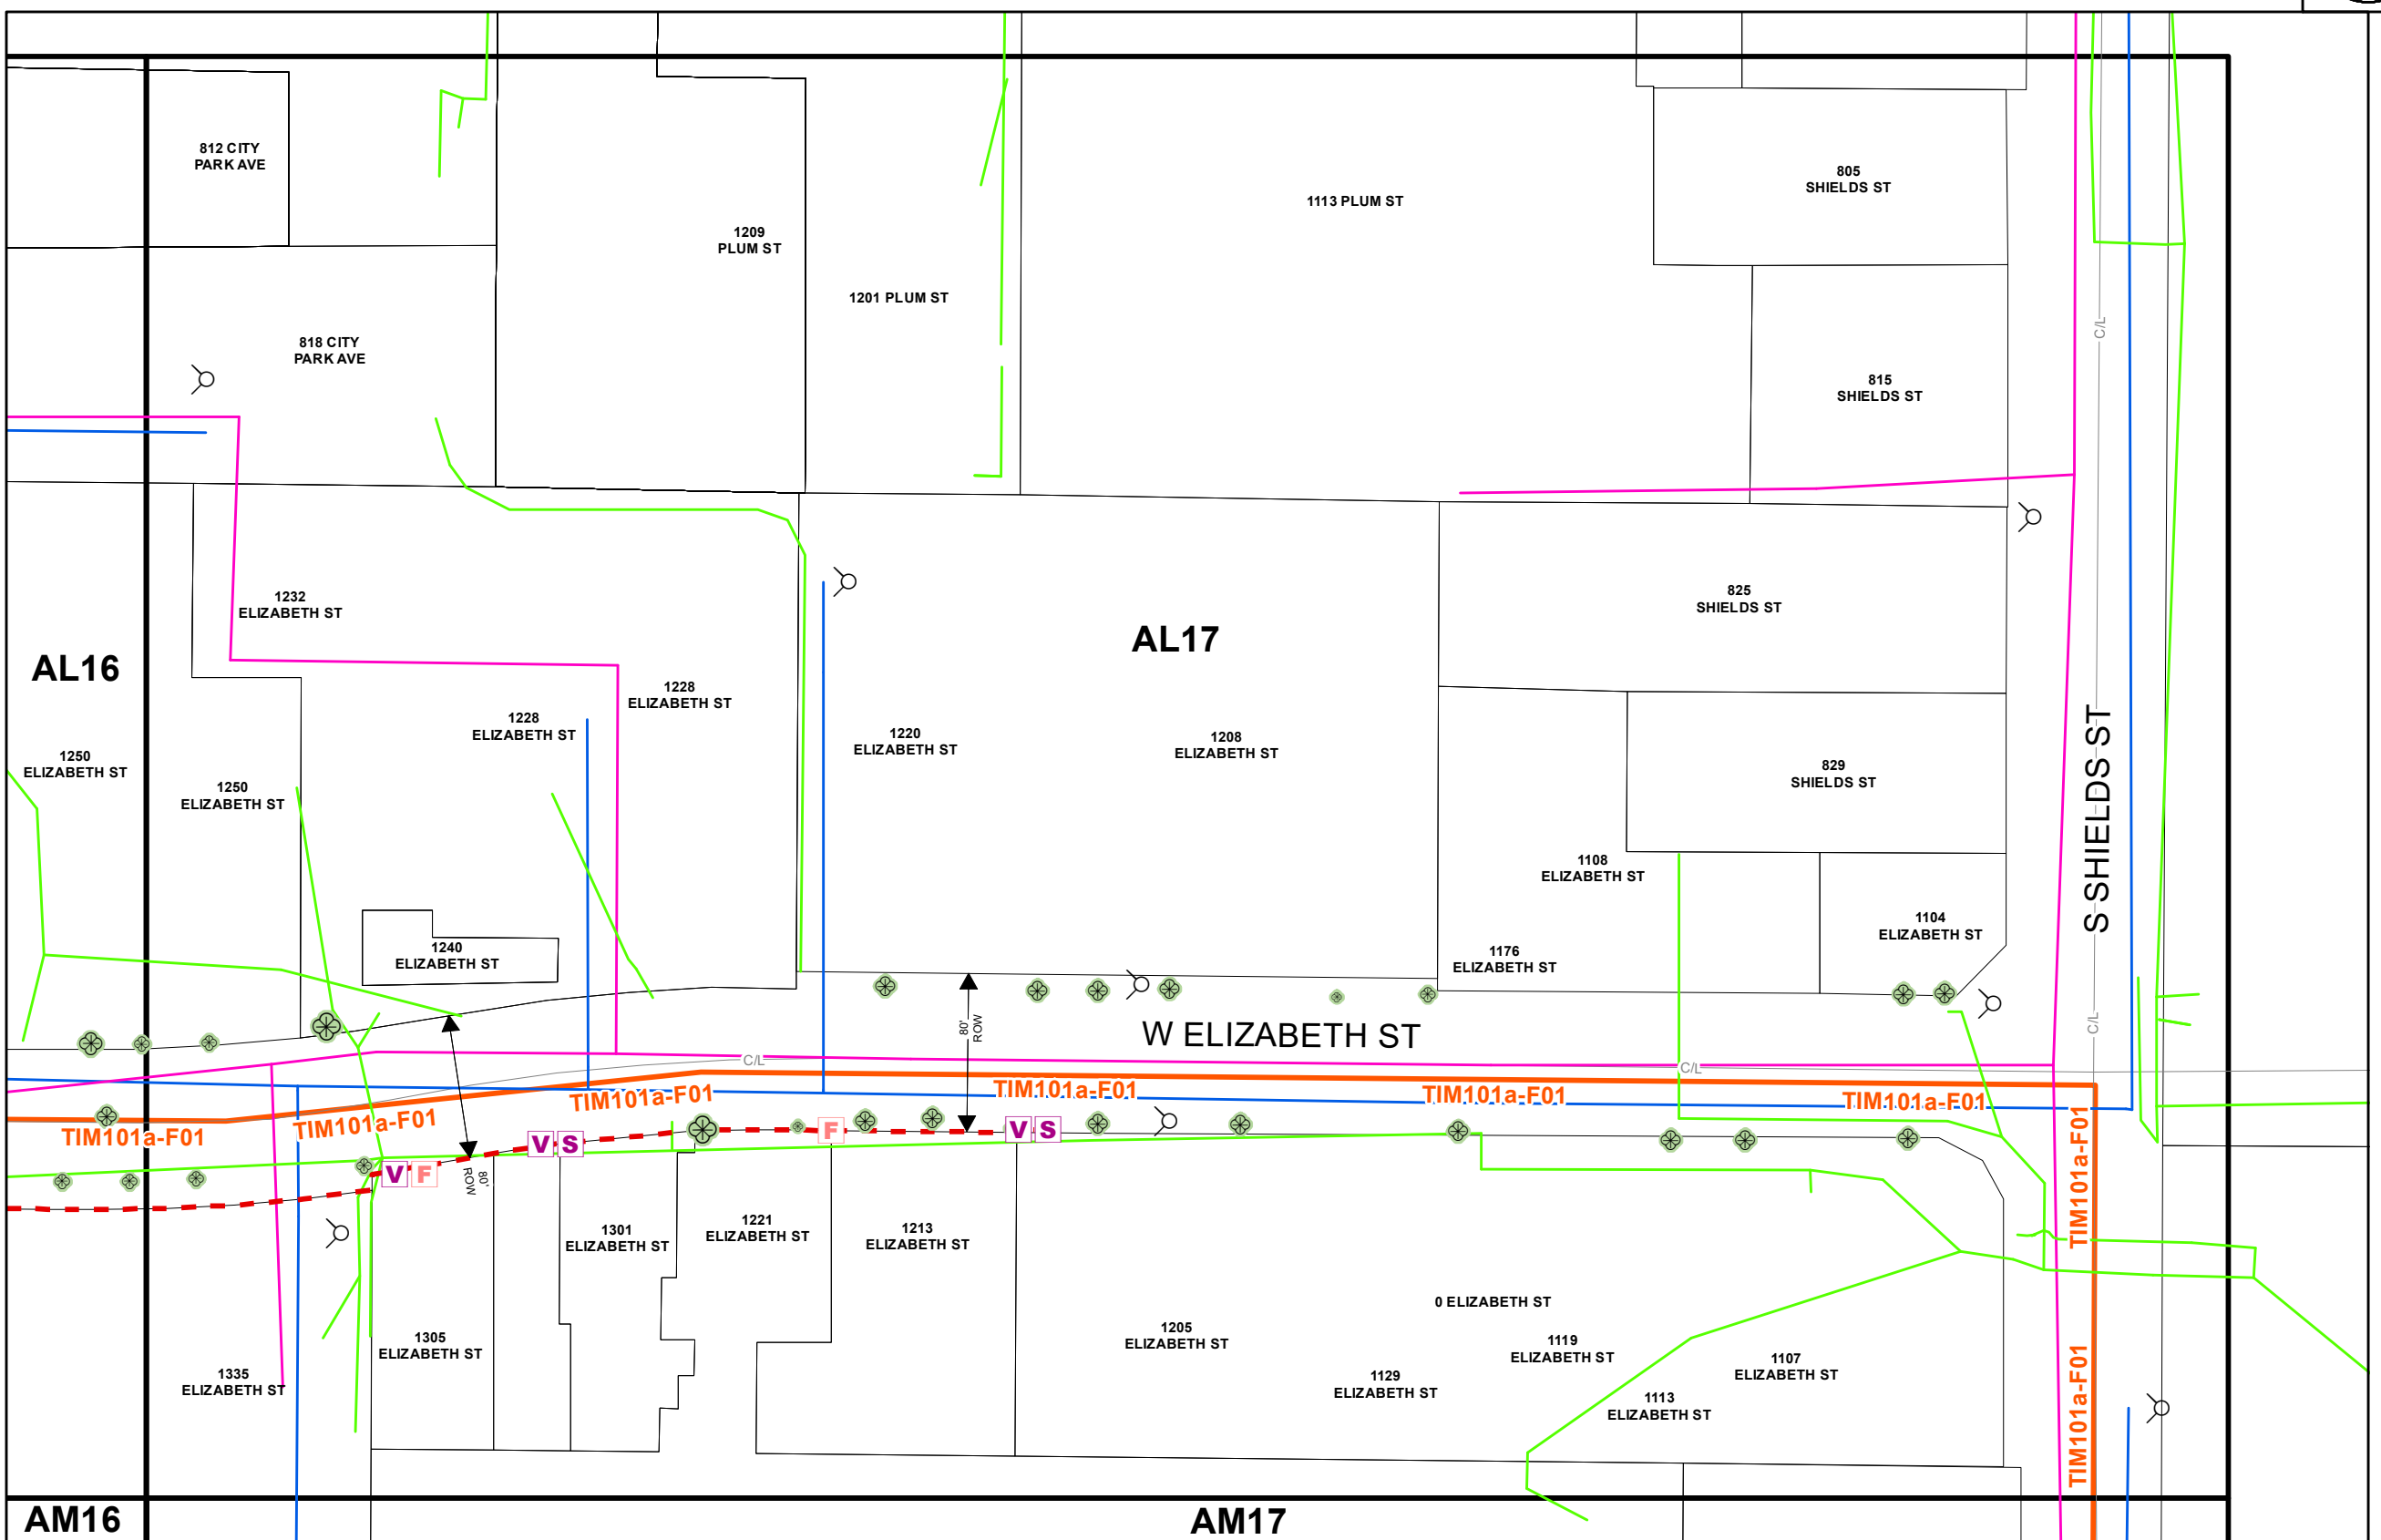 812 CITY
PARK AVE
805
SHIELDS ST
1113 PLUM ST
1209
PLUM ST
1201 PLUM ST
C/L
818 CITY
PARK AVE
815
SHIELDS ST
1232
ELIZABETH ST
825
SHIELDS ST
AL17
AL16
1228
ELIZABETH ST
1228
ELIZABETH ST
1220
ELIZABETH ST
1208
ELIZABETH ST
S SHIELDS ST
1250
ELIZABETH ST
1250
ELIZABETH ST
829
SHIELDS ST
1108
ELIZABETH ST
1104
ELIZABETH ST
1240
ELIZABETH ST
1176
ELIZABETH ST
80'
ROW
W ELIZABETH ST
C/L
C/L
C/L
TIM101a-F01
TIM101a-F01
TIM101a-F01
TIM101a-F01
TIM101a-F01
TIM101a-F01
TIM101a-F01
V S
F
V S
V F
80'
ROW
1301
ELIZABETH ST
1221
ELIZABETH ST
1213
ELIZABETH ST
0 ELIZABETH ST
1205
ELIZABETH ST
1305
ELIZABETH ST
1119
ELIZABETH ST
1107
ELIZABETH ST
1335
ELIZABETH ST
1129
ELIZABETH ST
1113
ELIZABETH ST
TIM101a-F01
AM16
AM17